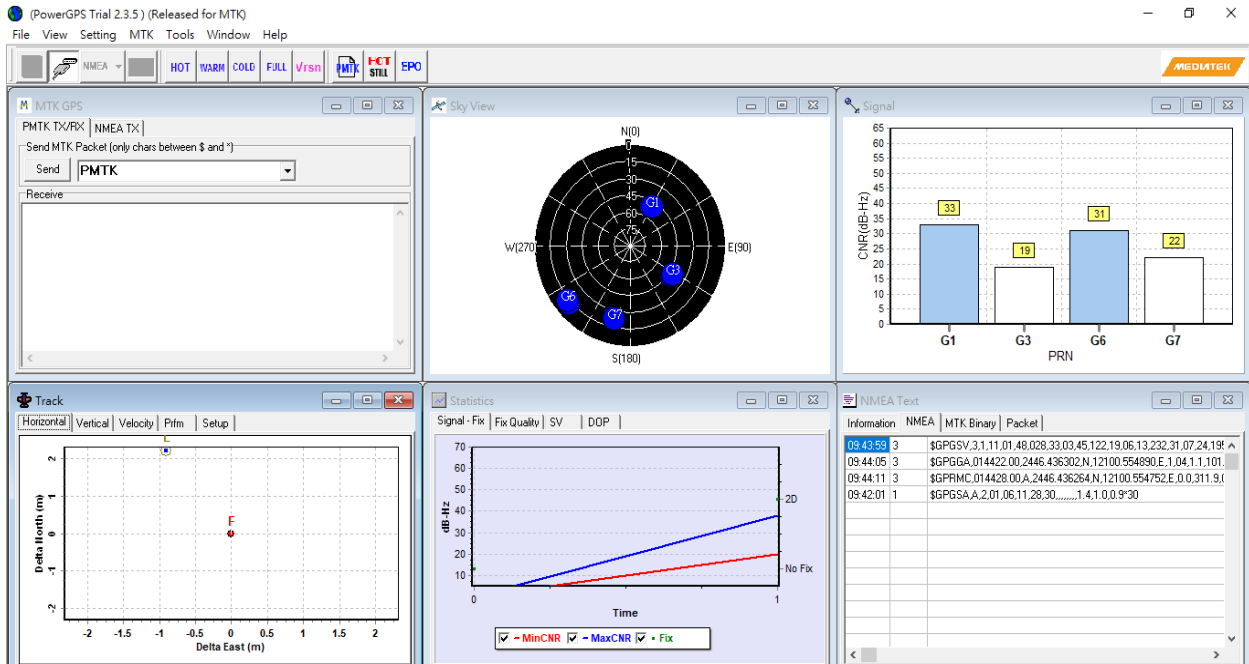 (PowerGPS Trial 2.3.5 ) (Released for MTK)
File View Setting MTK Tools Window Help
NMEA HOT WARM COLD FULL Vrsn PMTK HCT STILL EPO MEDIATEK
MTK GPS
PMTK TX/RX NMEA TX
Send MTK Packet (only chars between $ and *)
Send PMTK
Receive
Sky View
N(0)
0
15
30
45
G1
60
75
W(270) E(90)
G3
G6
G7
S(180)
Signal
65
60
55
50
45
40
35
30
25
20
15
10
5
0
CNR(dB-Hz)
33 19 31 22
G1 G3 G6 G7
PRN
Track
Horizontal Vertical Velocity Prfm Setup
2
1
0
-1
-2
Delta North (m)
F
-2 -1.5 -1 -0.5 0 0.5 1 1.5 2
Delta East (m)
Statistics
Signal - Fix Fix Quality SV DOP
70
60
50
40
30
20
10
dB-Hz
2D
No Fix
0 1
Time
MinCNR MaxCNR Fix
NMEA Text
Information NMEA MTK Binary Packet
09:43:59 3 $GPGSV,3,1,11,01,48,028,33,03,45,122,19,06,13,232,31,07,24,195
09:44:05 3 $GPGGA,014422.00,2446.436302,N,12100.554890,E,1,04,1.1,101.
09:44:11 3 $GPRMC,014428.00,A,2446.436264,N,12100.554752,E,0.0,311.9,
09:42:01 1 $GPGSA,A,2,01,06,11,28,30,,,,,,,,1.4,1.0,0.9*30